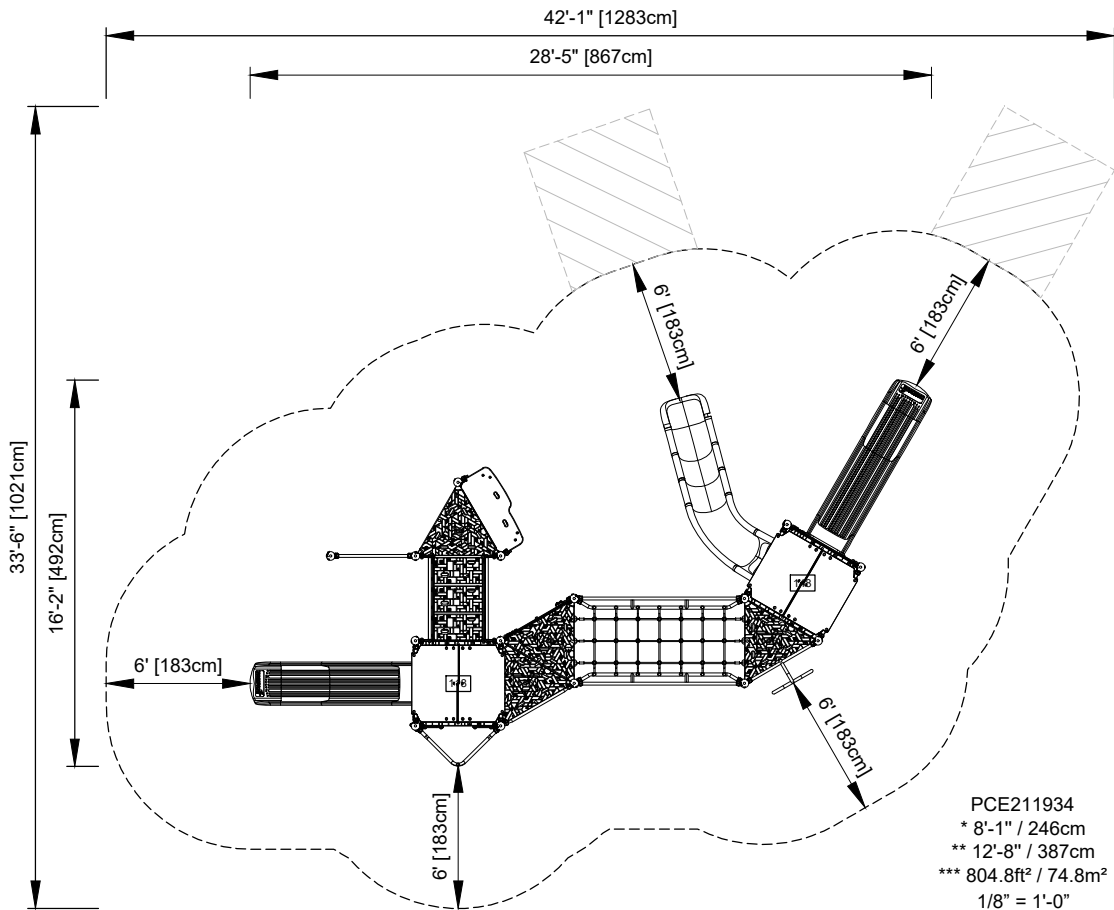 42'-1" [1283cm]
28'-5" [867cm]
33'-6" [1021cm]
16'-2" [492cm]
6' [183cm]
6' [183cm]
6' [183cm]
6' [183cm]
6' [183cm]
PCE211934
* 8'-1" / 246cm
** 12'-8" / 387cm
*** 804.8ft² / 74.8m²
1/8” = 1'-0”